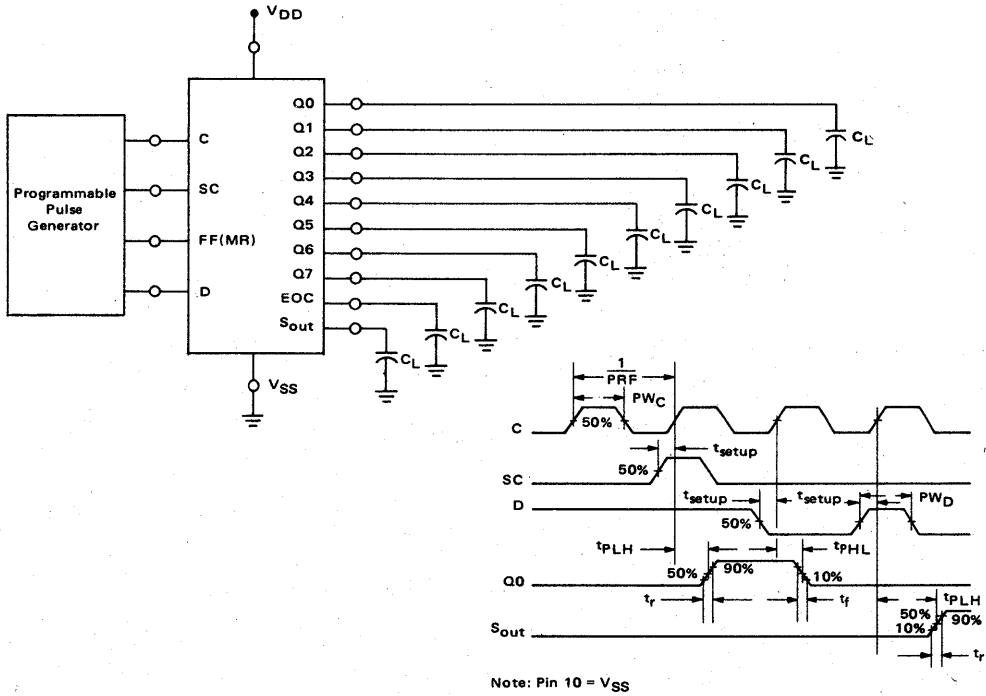 VDD
Programmable
Pulse
Generator
C
SC
FF(MR)
D
Q0
Q1
Q2
Q3
Q4
Q5
Q6
Q7
EOC
Sout
CL
CL
CL
CL
CL
CL
CL
CL
CL
CL
VSS
1
PRF
PWC
C
50%
tsetup
SC
50%
D
tsetup
tsetup
PWD
50%
tPLH
tPHL
Q0
50%
90%
10%
tr
tf
tPLH
50%
90%
Sout
10%
tr
Note: Pin 10 = VSS